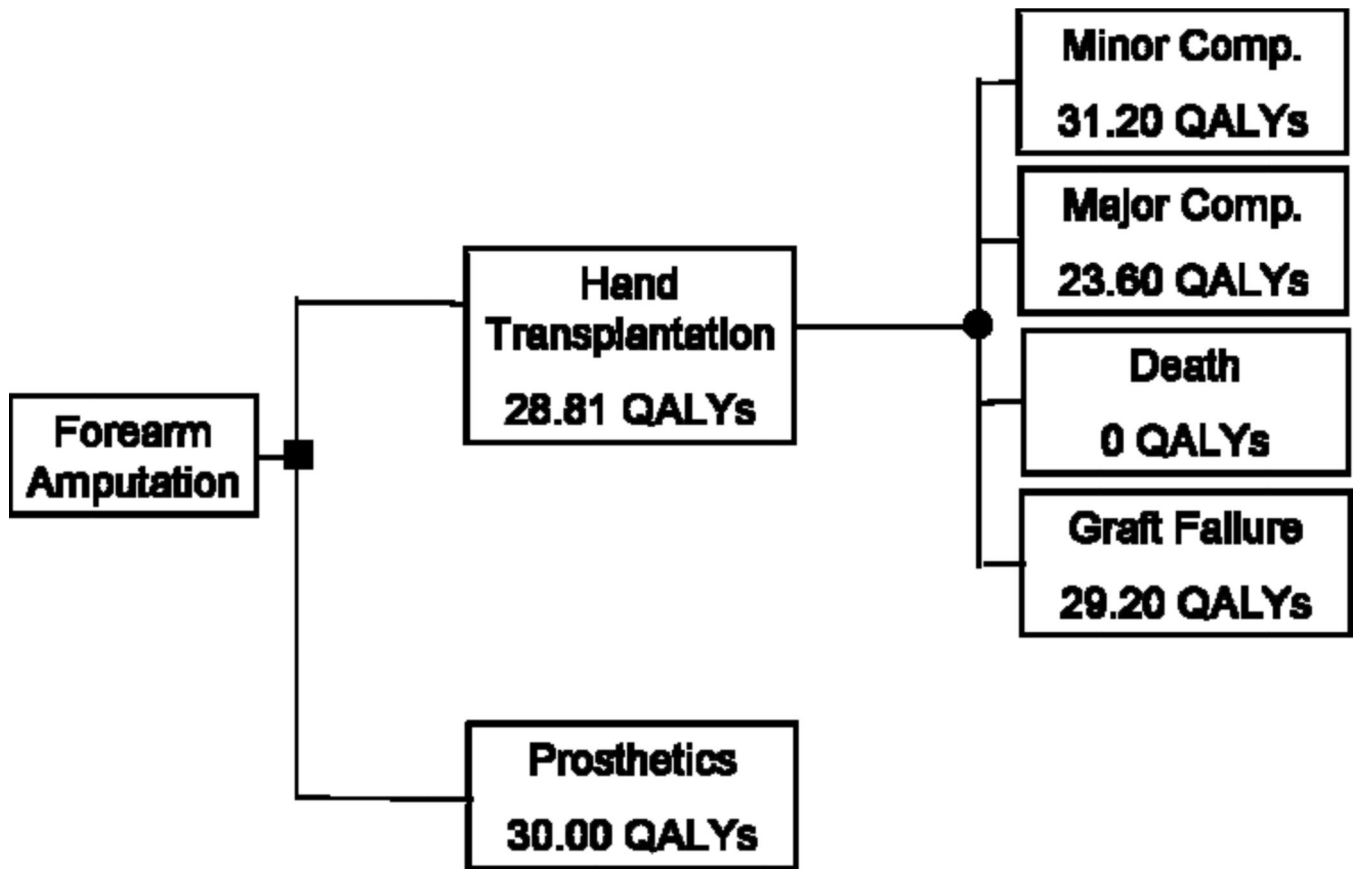 Forearm
Amputation
Hand
Transplantation
28.81 QALYs
Prosthetics
30.00 QALYs
Minor Comp.
31.20 QALYs
Major Comp.
23.60 QALYs
Death
0 QALYs
Graft Failure
29.20 QALYs